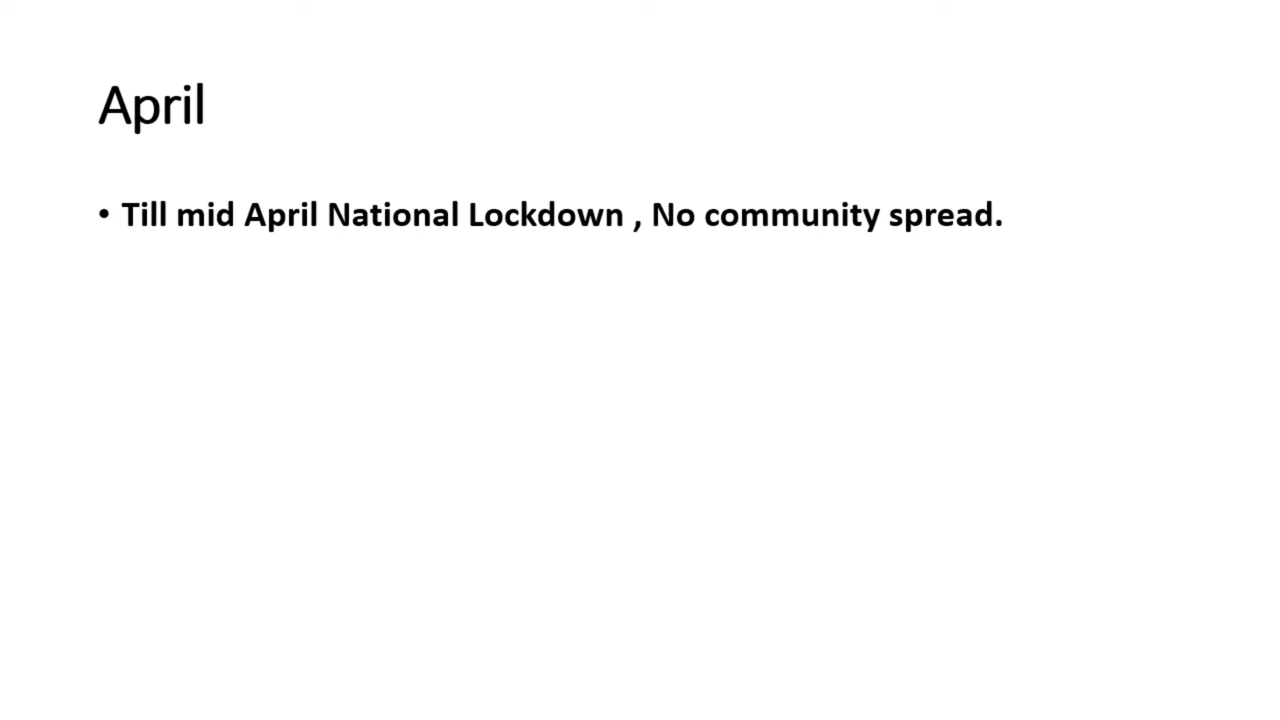 April
• Till mid April National Lockdown , No community spread.